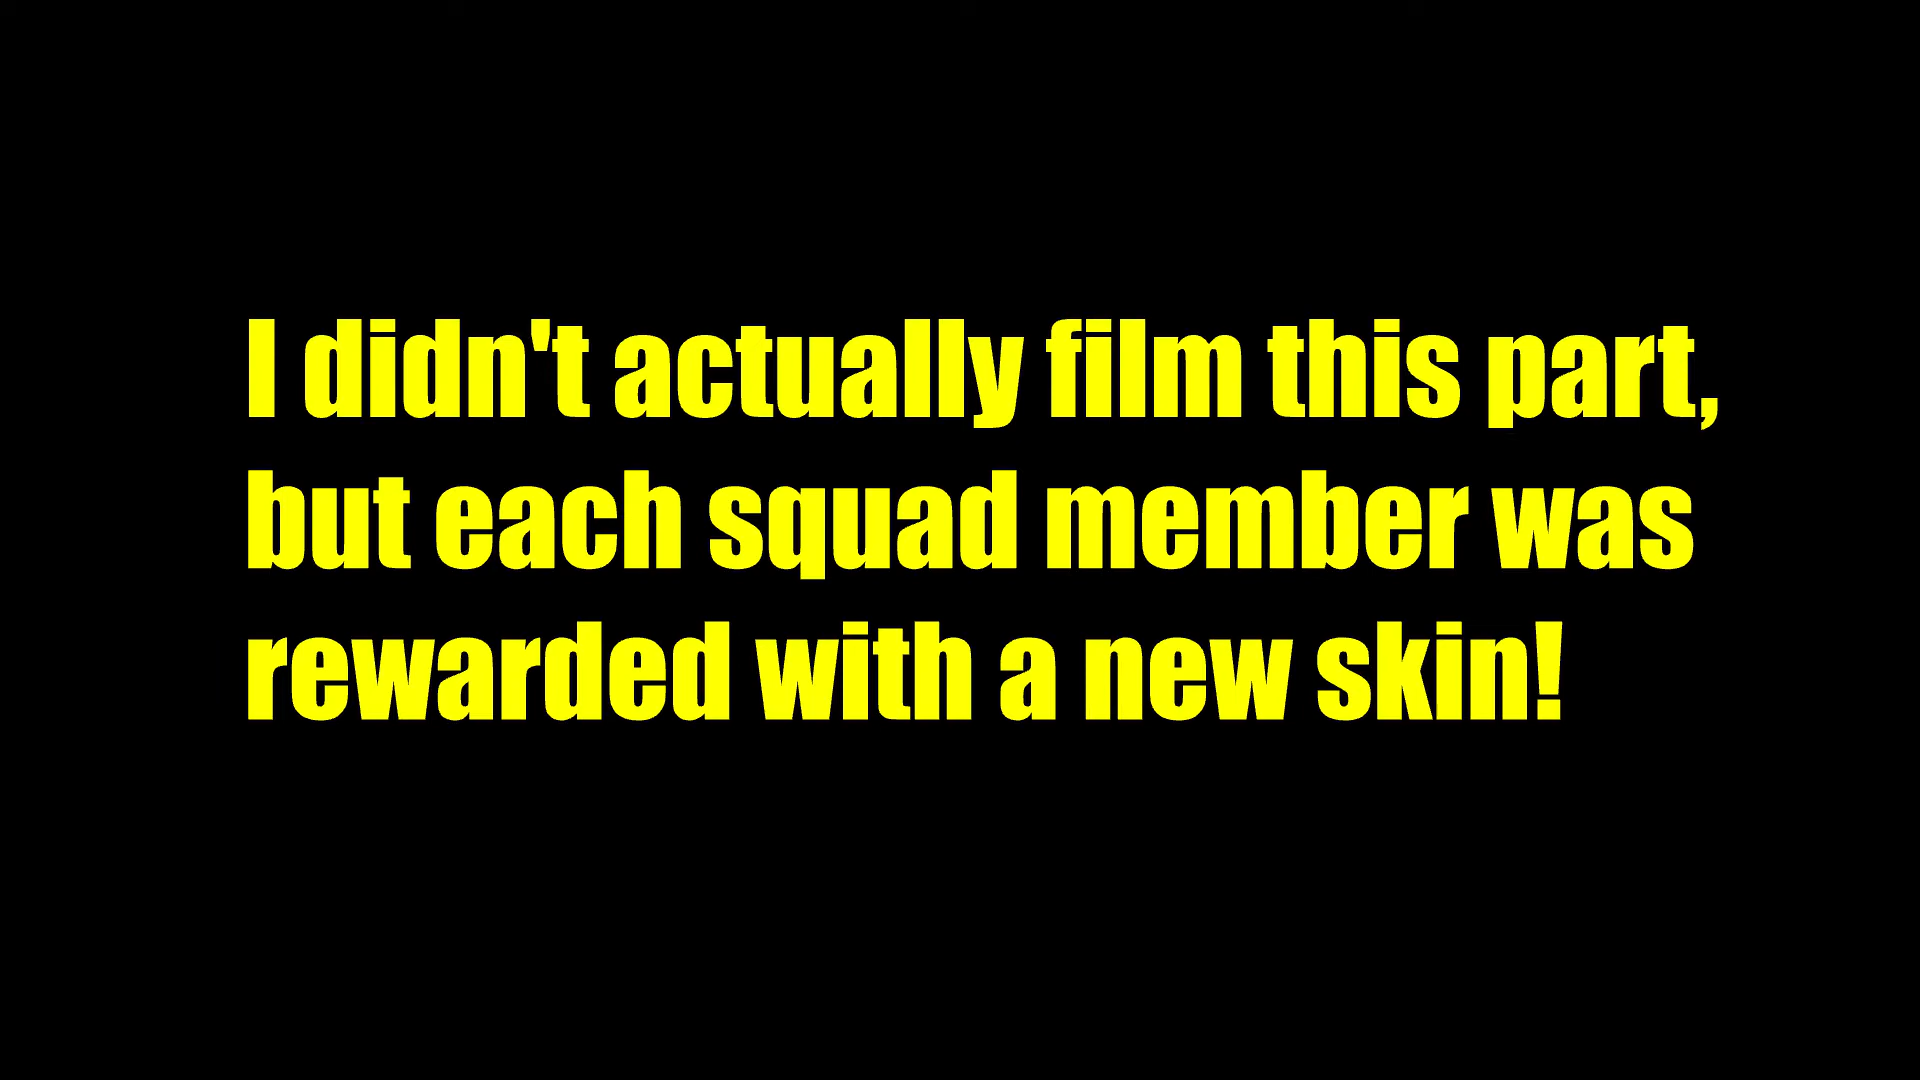 I didn't actually film this part,
but each squad member was
rewarded with a new skin!